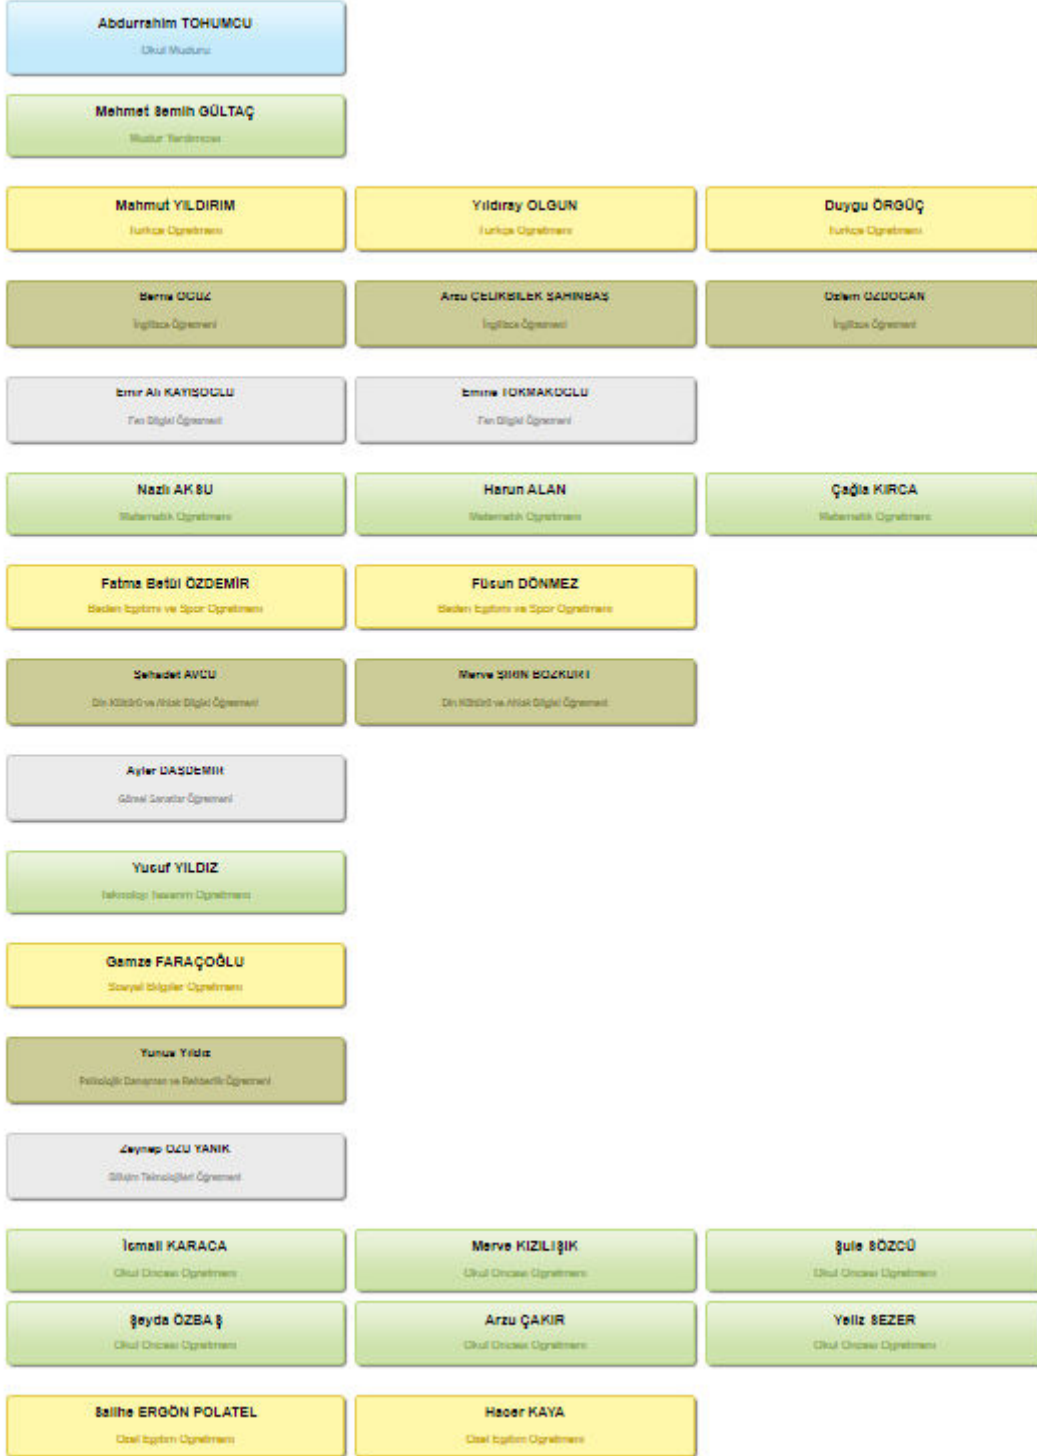 Abdurrahim TOHUMCU
Okul Müdürü
Mehmet Semih GÜLTAÇ
Müdür Yardımcısı
Mahmut YILDIRIM
Türkçe Öğretmeni
Yıldıray OLGUN
Türkçe Öğretmeni
Duygu ÖRGÜÇ
Türkçe Öğretmeni
Berna OĞUZ
İngilizce Öğretmeni
Arzu ÇELİKBİLEK ŞAHİNBAŞ
İngilizce Öğretmeni
Özlem ÖZDOĞAN
İngilizce Öğretmeni
Emir Ali KAYIŞOĞLU
Fen Bilgisi Öğretmeni
Emine TOKMAKOĞLU
Fen Bilgisi Öğretmeni
Nazlı AKSU
Matematik Öğretmeni
Harun ALAN
Matematik Öğretmeni
Çağla KIRCA
Matematik Öğretmeni
Fatma Betül ÖZDEMİR
Beden Eğitimi ve Spor Öğretmeni
Füsun DÖNMEZ
Beden Eğitimi ve Spor Öğretmeni
Şehadet AVCU
Din Kültürü ve Ahlak Bilgisi Öğretmeni
Merve ŞİRİN BOZKURT
Din Kültürü ve Ahlak Bilgisi Öğretmeni
DAŞDEMİR
Görsel Sanatlar Öğretmeni
Yusuf YILDIZ
Teknoloji Tasarım Öğretmeni
Gamze FARAÇOĞLU
Sosyal Bilgiler Öğretmeni
Yunus Yıldız
Psikolojik Danışman ve Rehberlik Öğretmeni
Zeynep YANIK
Bilişim Teknolojileri Öğretmeni
İsmail KARACA
Okul Öncesi Öğretmeni
Merve KIZILIŞIK
Okul Öncesi Öğretmeni
Şule SÖZCÜ
Okul Öncesi Öğretmeni
Şeyda ÖZBAŞ
Okul Öncesi Öğretmeni
Arzu ÇAKIR
Okul Öncesi Öğretmeni
Yeliz SEZER
Okul Öncesi Öğretmeni
Salihe ERGÖN POLATEL
Özel Eğitim Öğretmeni
Hacer KAYA
Özel Eğitim Öğretmeni